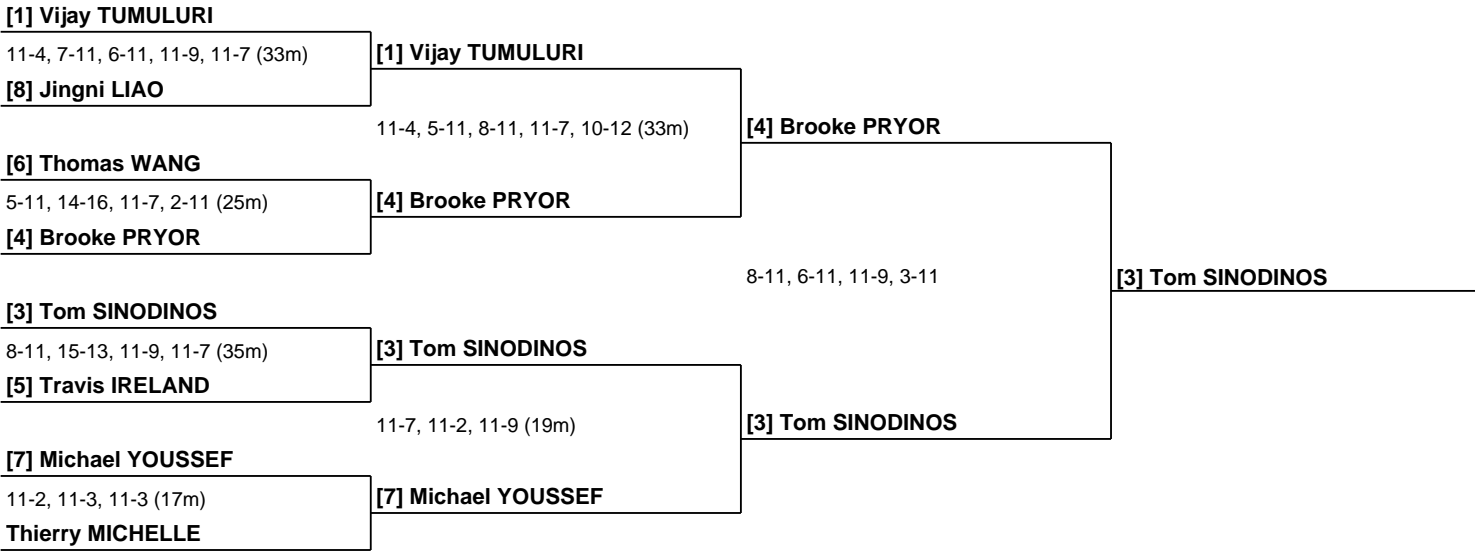 [1] Vijay TUMULURI
11-4, 7-11, 6-11, 11-9, 11-7 (33m)
[1] Vijay TUMULURI
[8] Jingni LIAO
11-4, 5-11, 8-11, 11-7, 10-12 (33m)
[4] Brooke PRYOR
[6] Thomas WANG
5-11, 14-16, 11-7, 2-11 (25m)
[4] Brooke PRYOR
[4] Brooke PRYOR
8-11, 6-11, 11-9, 3-11
[3] Tom SINODINOS
[3] Tom SINODINOS
8-11, 15-13, 11-9, 11-7 (35m)
[3] Tom SINODINOS
[5] Travis IRELAND
11-7, 11-2, 11-9 (19m)
[3] Tom SINODINOS
[7] Michael YOUSSEF
11-2, 11-3, 11-3 (17m)
[7] Michael YOUSSEF
Thierry MICHELLE